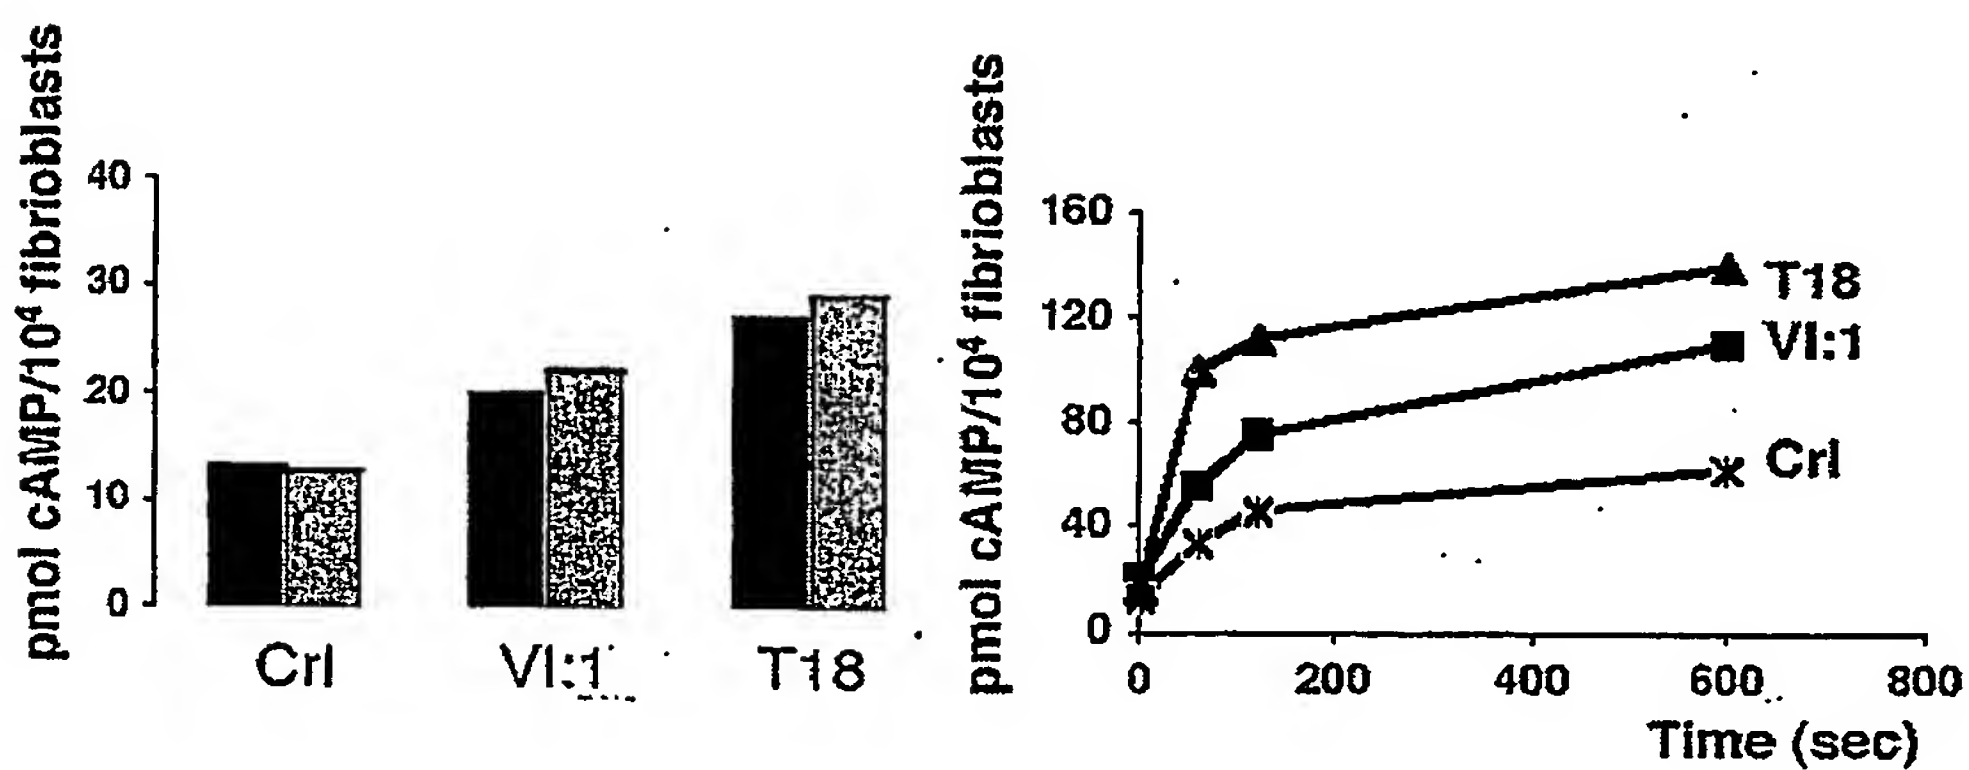 pmol cAMP/10⁴ fibrioblasts
40
30
20
10
0
Crl
VI:1
T18
pmol cAMP/10⁴ fibrioblasts
160
120
80
40
0
0 200 400 600 800
Time (sec)
T18
VI:1
Crl